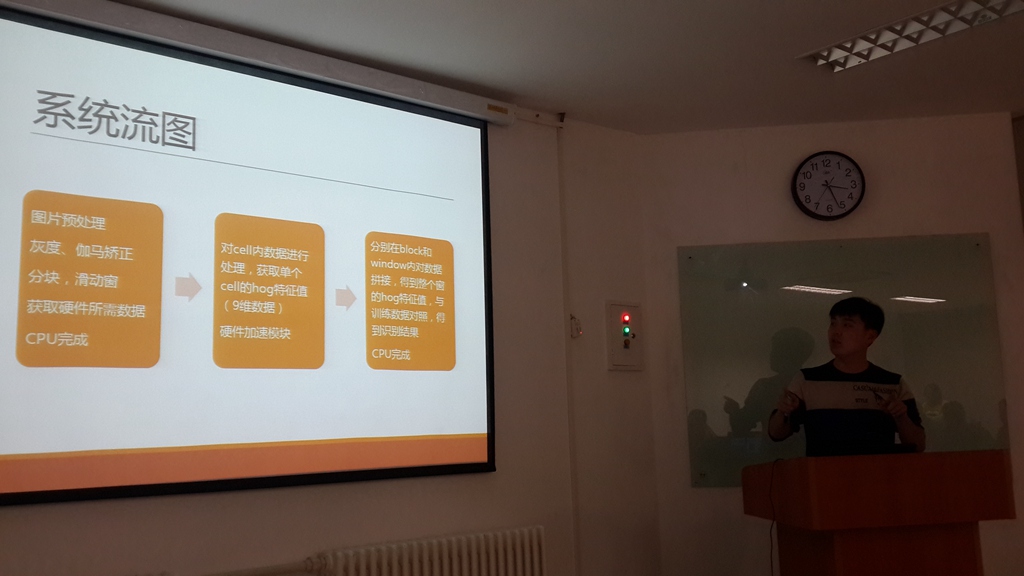 系统流图
图片预处理
灰度、伽马矫正
分块，滑动窗
获取硬件所需数据
CPU完成
对cell内数据进行
处理，获取单个
cell的hog特征值
（9维数据）
硬件加速模块
分别在block和
window内对数据
拼接，得到整个窗
的hog特征值，与
训练数据对照，得
到识别结果
CPU完成
12
1
2
3
4
5
6
7
8
9
10
11